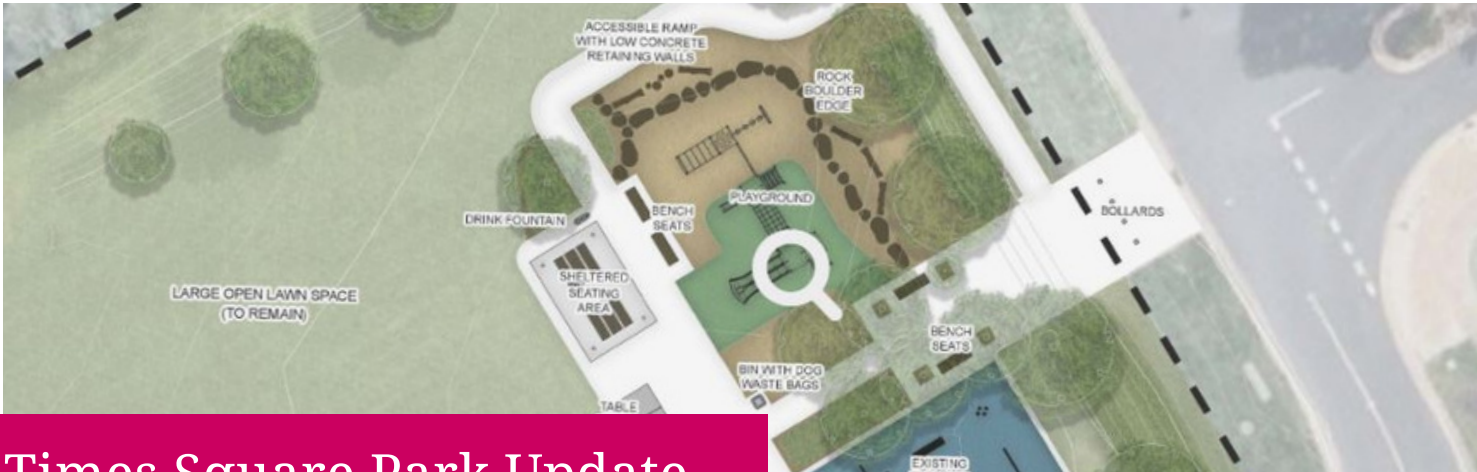 ACCESSIBLE RAMP
WITH LOW CONCRETE
RETAINING WALLS
ROCK
BOULDER
EDGE
PLAYGROUND
BENCH
SEATS
DRINK FOUNTAIN
BOLLARDS
SHELTERED
SEATING
AREA
LARGE OPEN LAWN SPACE
(TO REMAIN)
BENCH
SEATS
BIN WITH DOG
WASTE BAGS
TABLE
Times Square Park Update
EXISTING